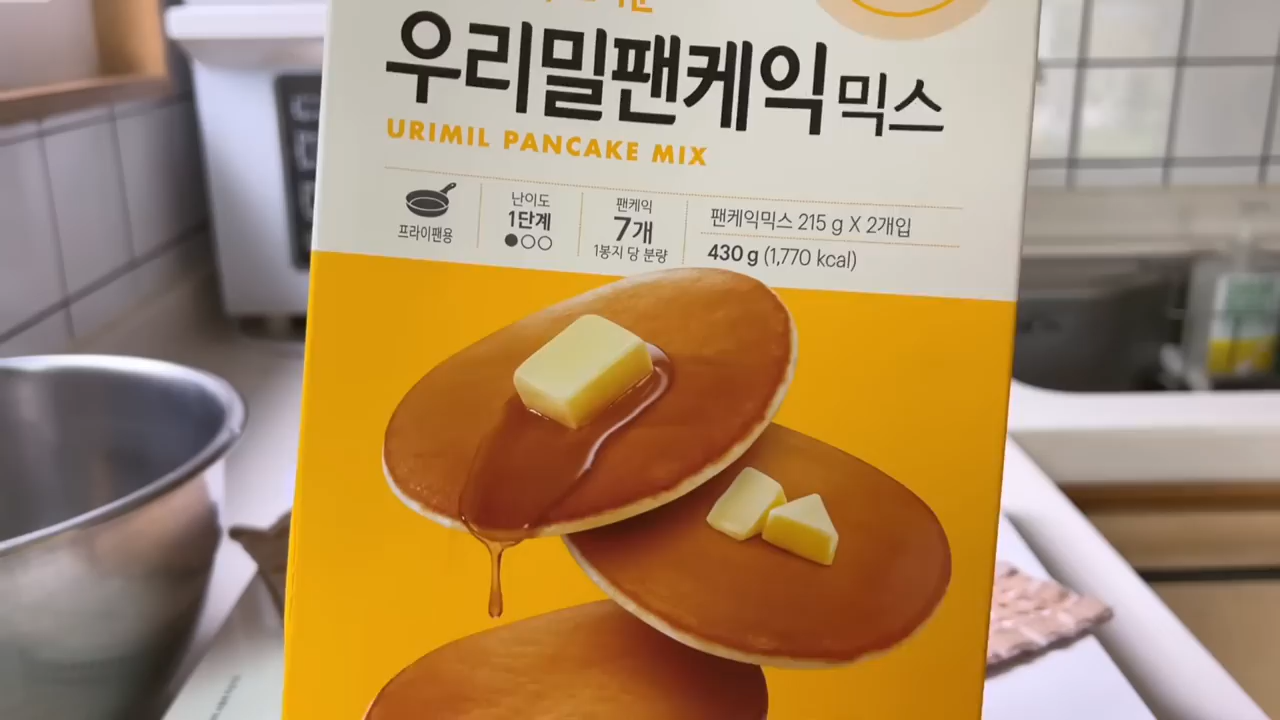 우리밀팬케익 믹스
URIMIL PANCAKE MIX
프라이팬용
난이도
1단계
팬케익
7개
1봉지 당 분량
팬케익믹스 215 g X 2개입
430 g (1,770 kcal)